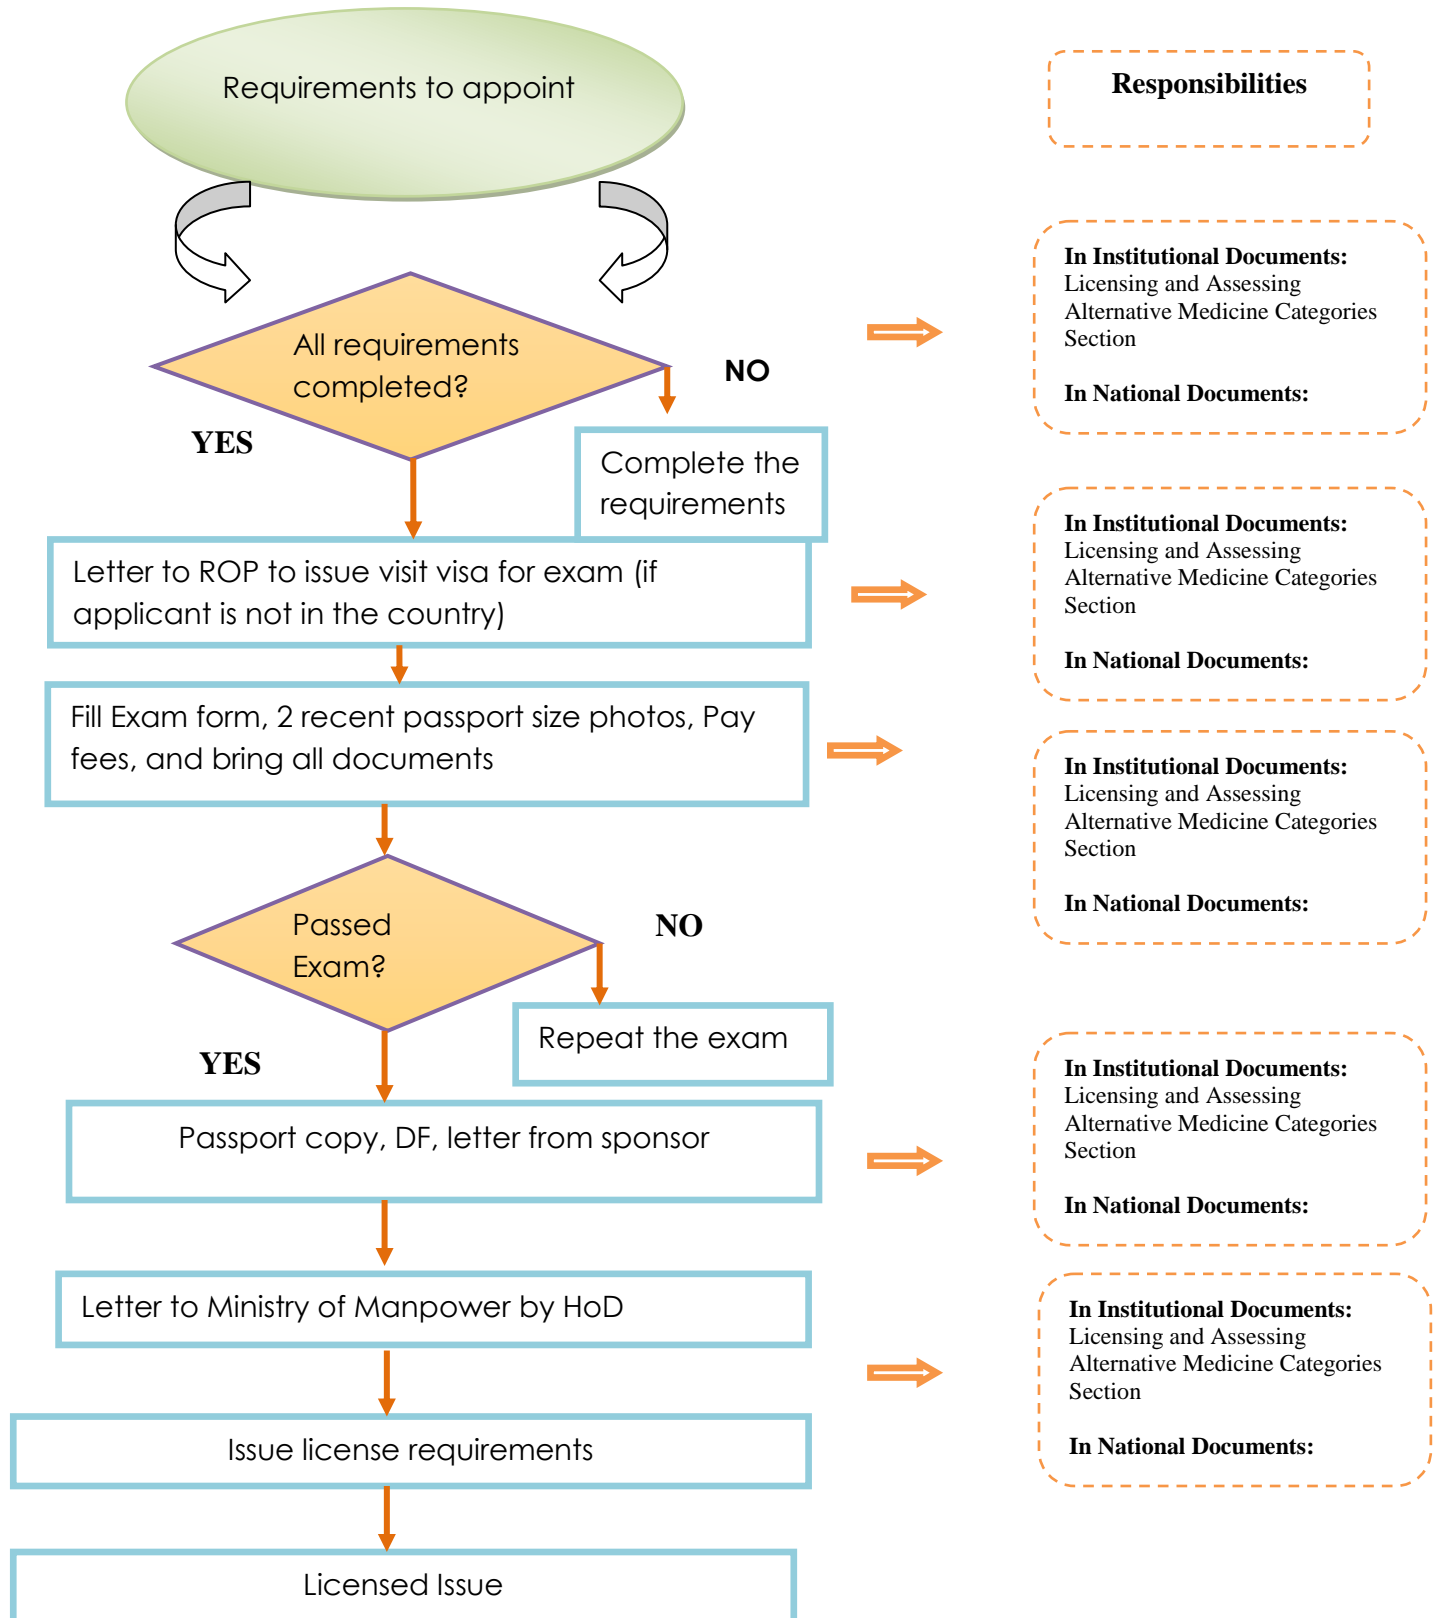 Requirements to appoint
Responsibilities
In Institutional Documents:
Licensing and Assessing
Alternative Medicine Categories
Section
In National Documents:
All requirements
completed?
NO
YES
Complete the
requirements
In Institutional Documents:
Licensing and Assessing
Alternative Medicine Categories
Section
In National Documents:
Letter to ROP to issue visit visa for exam (if
applicant is not in the country)
Fill Exam form, 2 recent passport size photos, Pay
fees, and bring all documents
In Institutional Documents:
Licensing and Assessing
Alternative Medicine Categories
Section
In National Documents:
Passed
Exam?
NO
Repeat the exam
YES
In Institutional Documents:
Licensing and Assessing
Alternative Medicine Categories
Section
In National Documents:
Passport copy, DF, letter from sponsor
Letter to Ministry of Manpower by HoD
In Institutional Documents:
Licensing and Assessing
Alternative Medicine Categories
Section
In National Documents:
Issue license requirements
Licensed Issue